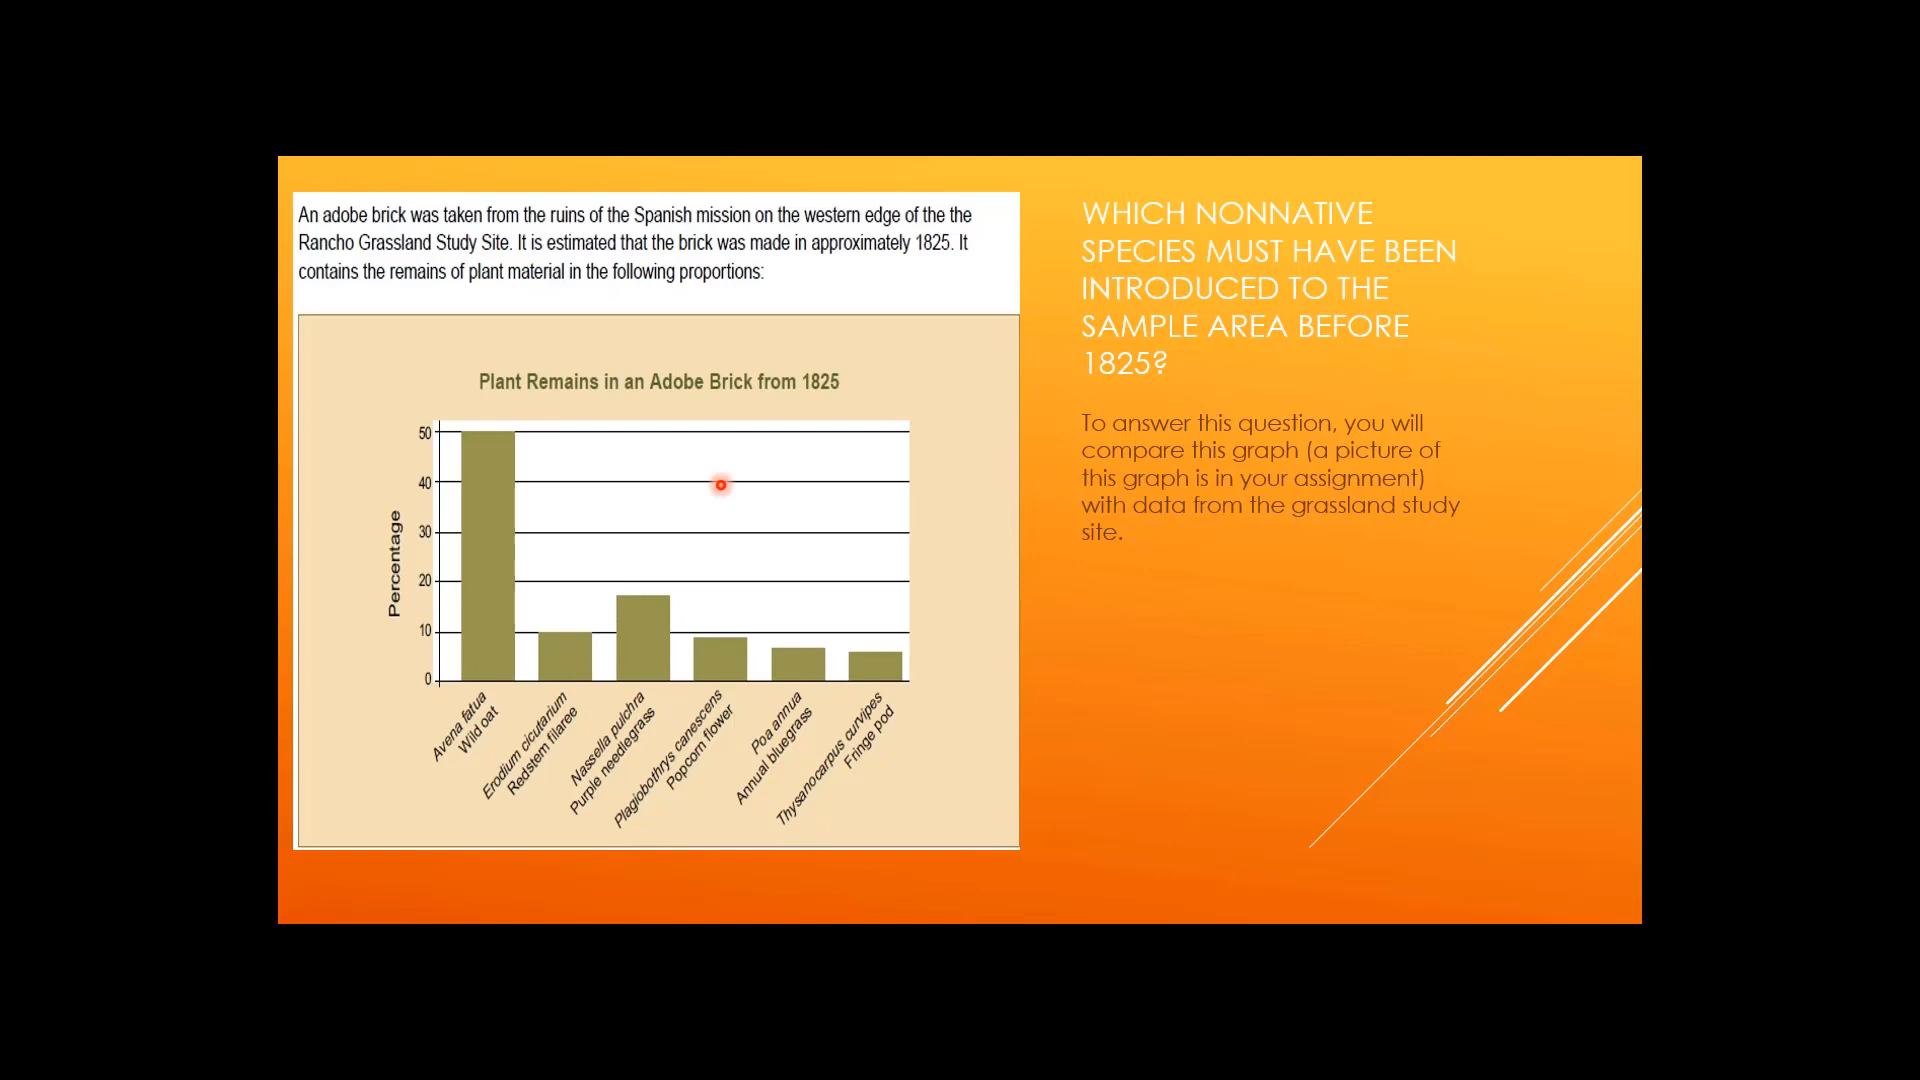 An adobe brick was taken from the ruins of the Spanish mission on the western edge of the the
Rancho Grassland Study Site. It is estimated that the brick was made in approximately 1825. It
contains the remains of plant material in the following proportions:
Plant Remains in an Adobe Brick from 1825
Percentage
50
40
30
20
10
0
Avena fatua
Wild oat
Erodium cicutarium
Redstem filaree
Nassella pulchra
Purple needlegrass
Plagiobothrys canescens
Popcorn flower
Poa annua
Annual bluegrass
Thysanocarpus curvipes
Fringe pod
WHICH NONNATIVE
SPECIES MUST HAVE BEEN
INTRODUCED TO THE
SAMPLE AREA BEFORE
1825?
To answer this question, you will
compare this graph (a picture of
this graph is in your assignment)
with data from the grassland study
site.